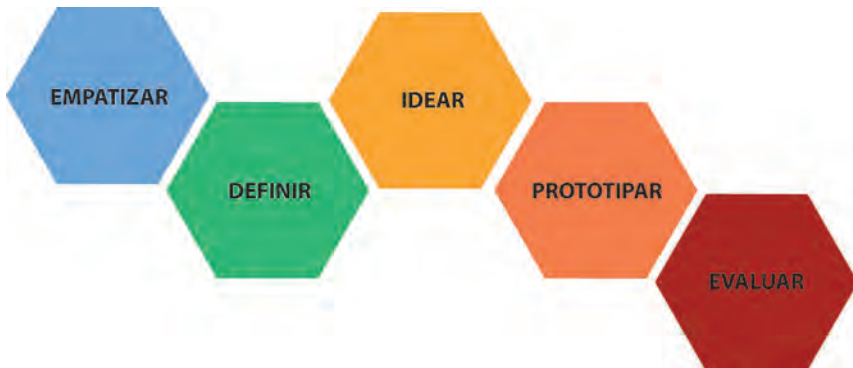 EMPATIZAR
DEFINIR
IDEAR
PROTOTIPAR
EVALUAR